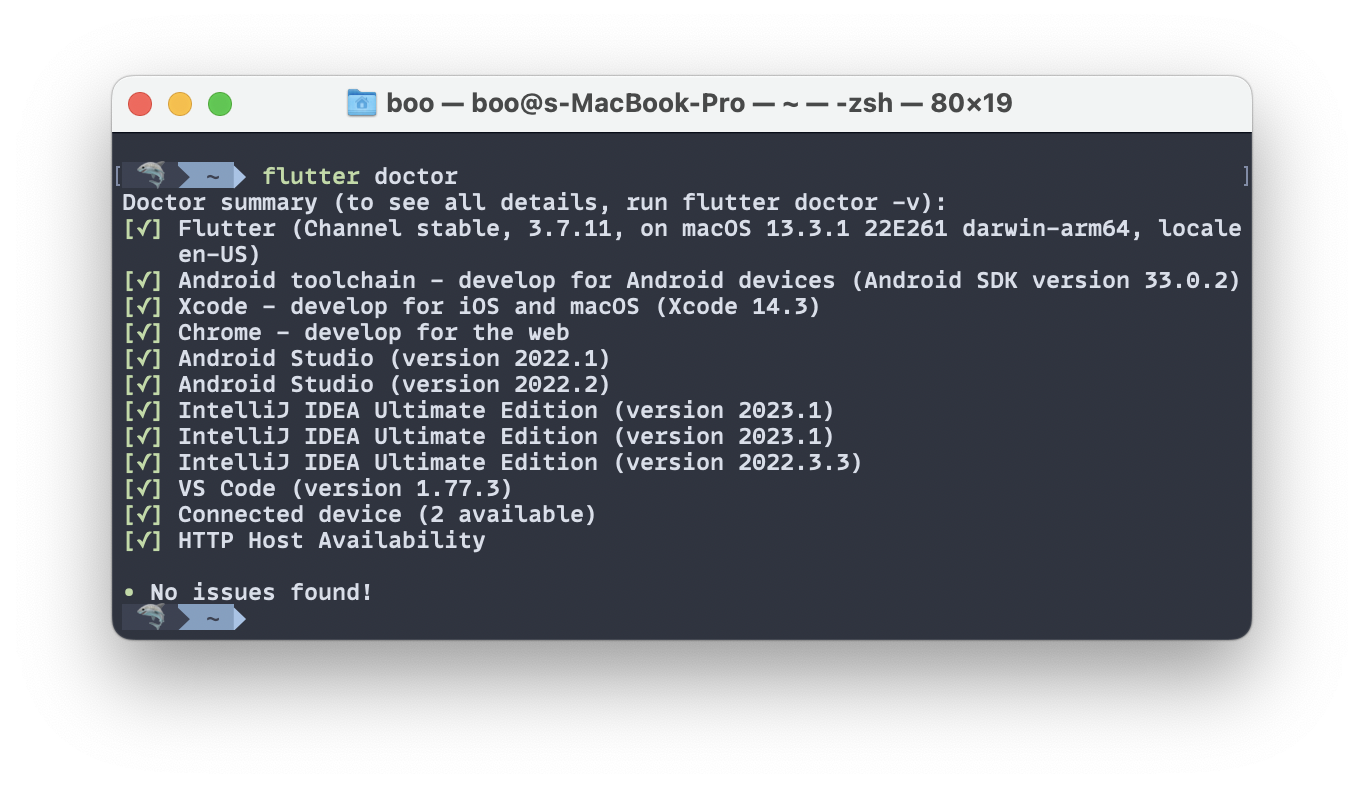 boo — boo@s-MacBook-Pro — ~ — -zsh — 80×19
[ ~ flutter doctor ]
Doctor summary (to see all details, run flutter doctor -v):
[✓] Flutter (Channel stable, 3.7.11, on macOS 13.3.1 22E261 darwin-arm64, locale
en-US)
[✓] Android toolchain - develop for Android devices (Android SDK version 33.0.2)
[✓] Xcode - develop for iOS and macOS (Xcode 14.3)
[✓] Chrome - develop for the web
[✓] Android Studio (version 2022.1)
[✓] Android Studio (version 2022.2)
[✓] IntelliJ IDEA Ultimate Edition (version 2023.1)
[✓] IntelliJ IDEA Ultimate Edition (version 2023.1)
[✓] IntelliJ IDEA Ultimate Edition (version 2022.3.3)
[✓] VS Code (version 1.77.3)
[✓] Connected device (2 available)
[✓] HTTP Host Availability
• No issues found!
~